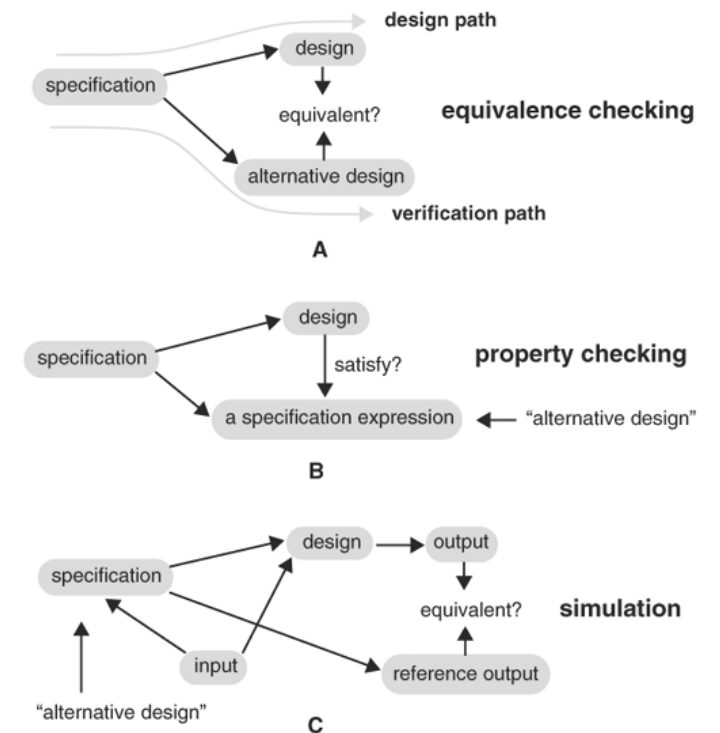 design path
design
specification
equivalent?
equivalence checking
alternative design
verification path
A
design
specification
satisfy?
property checking
a specification expression
“alternative design”
B
design
output
specification
equivalent?
simulation
input
reference output
“alternative design”
C